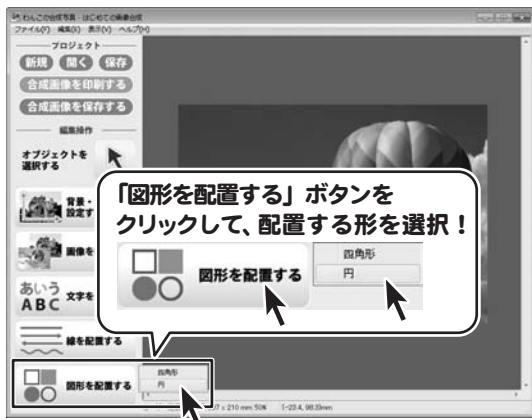 わんこの合成写真 - はじめての画像合成
ファイル(F) 編集(X) 表示(V) ヘルプ(H)
プロジェクト
新規 開く 保存
合成画像を印刷する
合成画像を保存する
編集操作
オブジェクトを
選択する
背景・
設定す
画像を
あいう
ABC
文字を
線を配置する
図形を配置する
四角形
円
「図形を配置する」ボタンを
クリックして、配置する形を選択！
図形を配置する
四角形
円
210 mm 50%